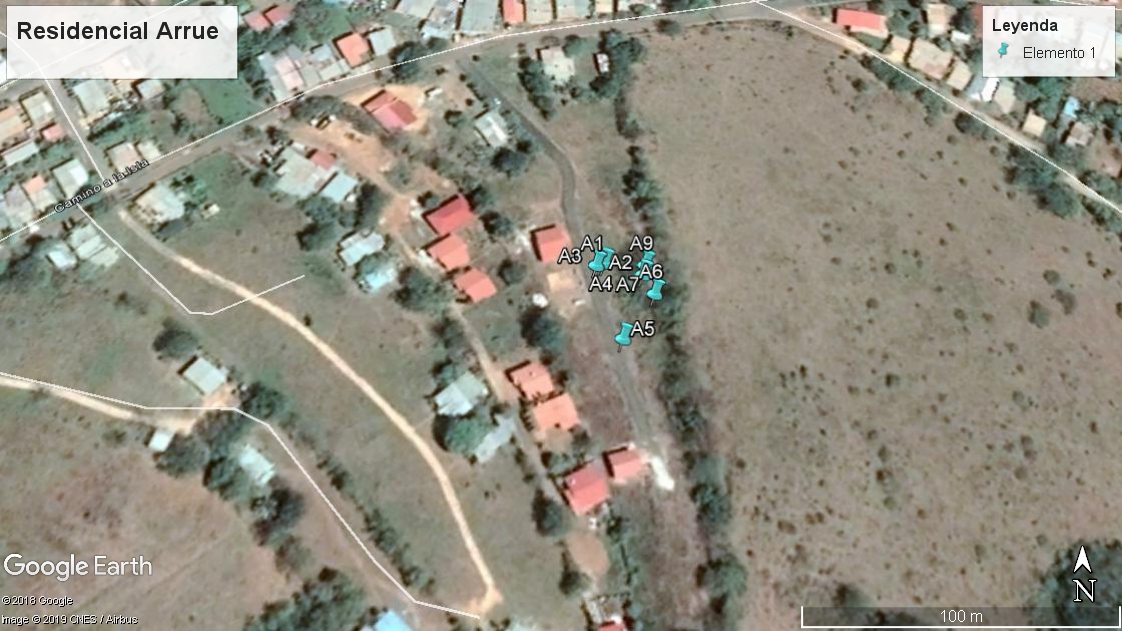 Residencial Arrue
Leyenda
Elemento 1
Camino a la Isla
A1
A9
A3
A2
A6
A4
A7
A5
Google Earth
©2018 Google
Image © 2019 CNES / Airbus
N
100 m